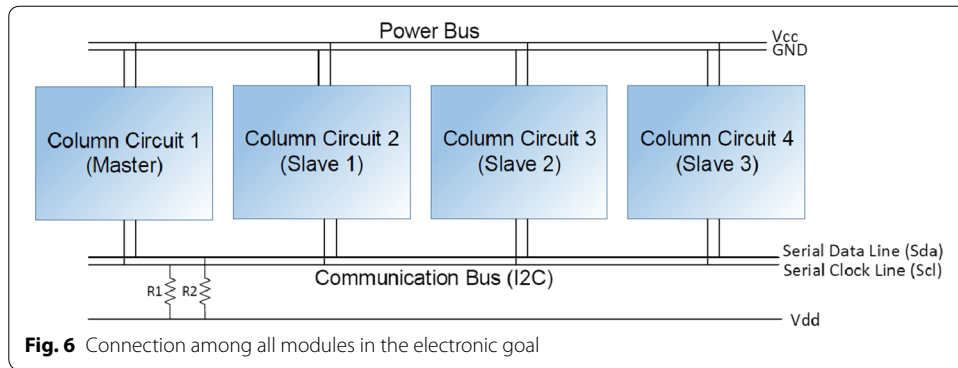 Power Bus
Vcc
GND
Column Circuit 1
(Master)
Column Circuit 2
(Slave 1)
Column Circuit 3
(Slave 2)
Column Circuit 4
(Slave 3)
Serial Data Line (Sda)
Serial Clock Line (Scl)
Communication Bus (I2C)
R1
R2
Vdd
Fig. 6 Connection among all modules in the electronic goal